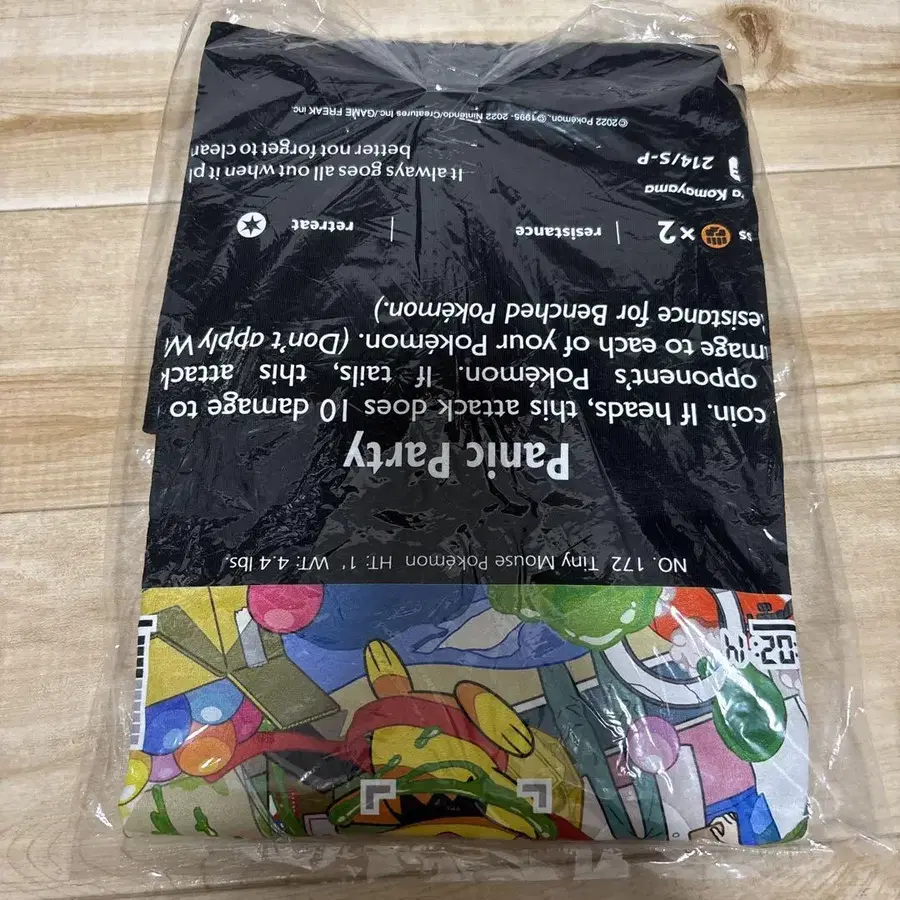 NO. 172 Tiny Mouse Pokémon HT: 1' WT: 4.4 lbs.
Panic Party
coin. If heads, this attack does 10 damage to
opponent's Pokémon. If tails, this attack
mage to each of your Pokémon. (Don't apply W
esistance for Benched Pokémon.)
ss ×2 | resistance | retreat
a Komayama
214/S-P
It always goes all out when it pl
better not forget to clear
©2022 Pokémon. ©1995-2022 Nintendo/Creatures Inc./GAME FREAK inc.